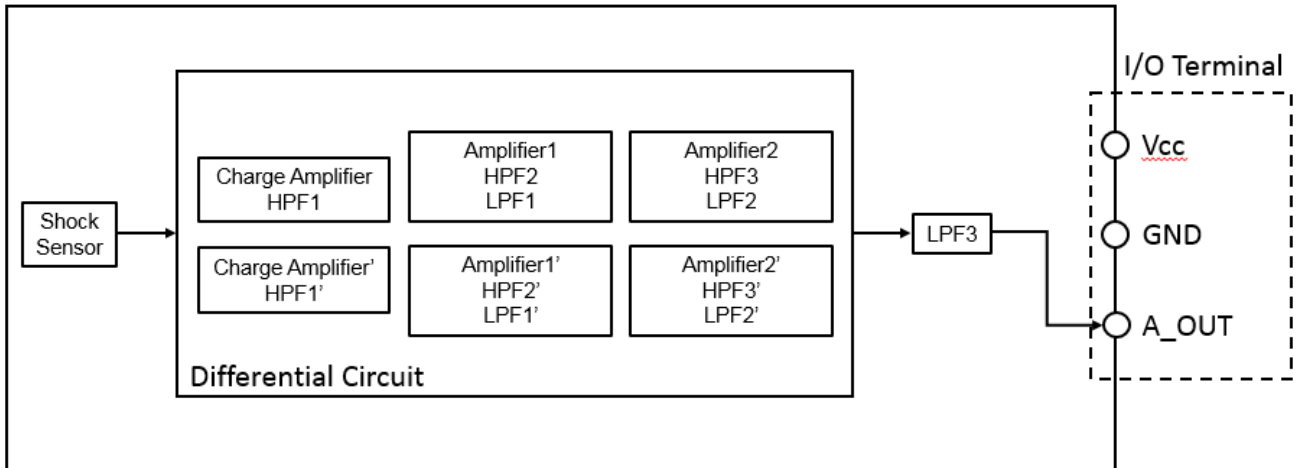 I/O Terminal
Vcc
GND
A_OUT
Shock
Sensor
Charge Amplifier
HPF1
Amplifier1
HPF2
LPF1
Amplifier2
HPF3
LPF2
Charge Amplifier’
HPF1’
Amplifier1’
HPF2’
LPF1’
Amplifier2’
HPF3’
LPF2’
Differential Circuit
LPF3